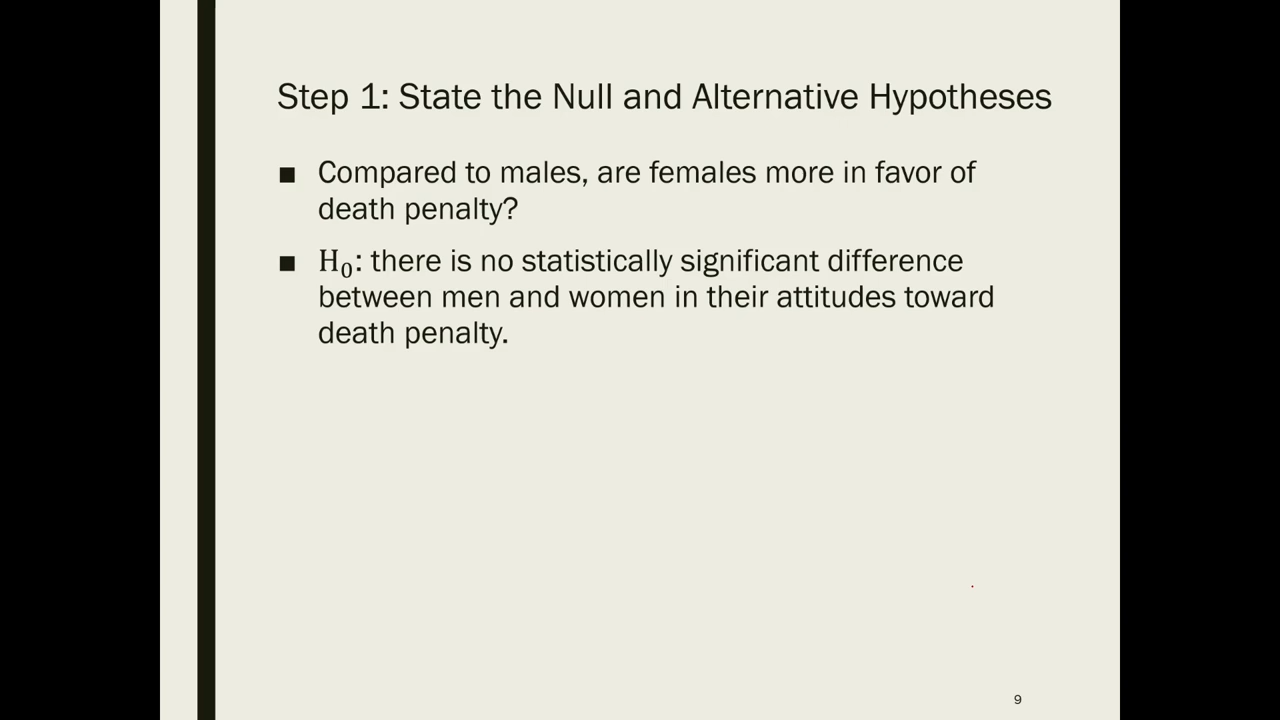 Step 1: State the Null and Alternative Hypotheses
■ Compared to males, are females more in favor of
death penalty?
■ H₀: there is no statistically significant difference
between men and women in their attitudes toward
death penalty.
9